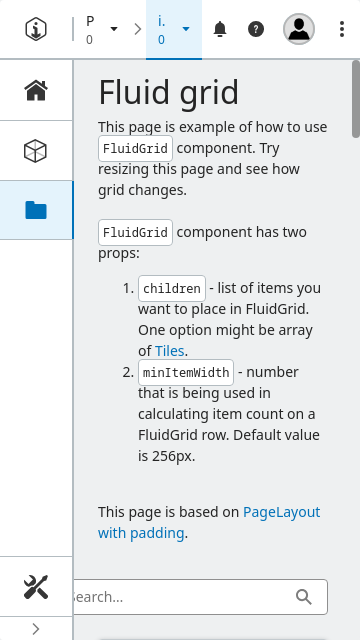 P
0
i.
0
Fluid grid
This page is example of how to use
FluidGrid component. Try
resizing this page and see how
grid changes.
FluidGrid component has two
props:
1. children - list of items you
want to place in FluidGrid.
One option might be array
of Tiles.
2. minItemWidth - number
that is being used in
calculating item count on a
FluidGrid row. Default value
is 256px.
This page is based on PageLayout
with padding.
Search...